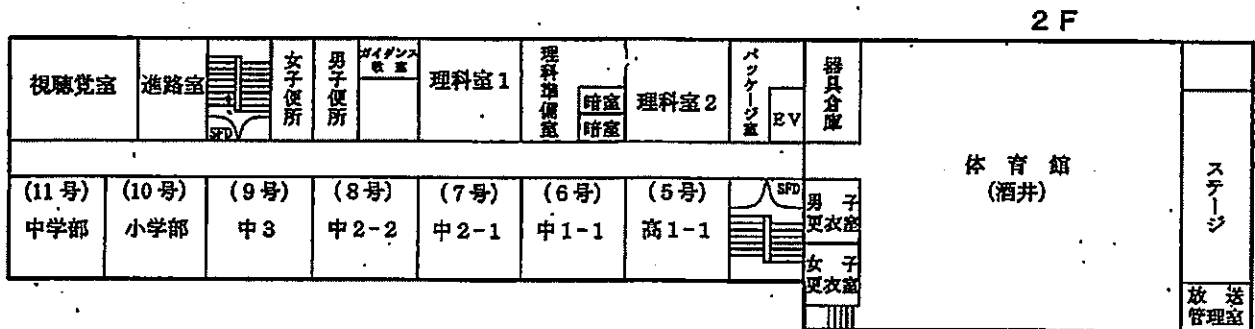 2F
視聴覚室
進路室
SFD
女子便所
男子便所
ガイダンス
教室
理科室1
理科準備室
暗室
暗室
理科室2
パッケージ室
EV
器具倉庫
体育館
(酒井)
ステージ
(11号)
中学部
(10号)
小学部
(9号)
中3
(8号)
中2-2
(7号)
中2-1
(6号)
中1-1
(5号)
高1-1
SFD
男子
更衣室
女子
更衣室
放送
管理室